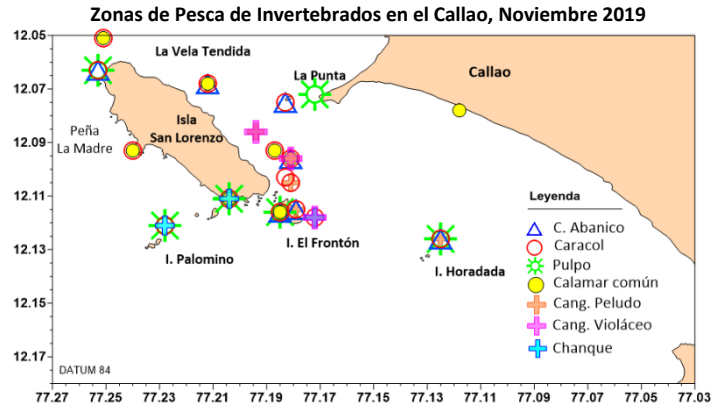 Zonas de Pesca de Invertebrados en el Callao, Noviembre 2019
12.05
12.07
12.09
12.11
12.13
12.15
12.17
La Vela Tendida
La Punta
Callao
Peña
La Madre
Isla
San Lorenzo
I. Palomino
I. El Frontón
I. Horadada
Leyenda
C. Abanico
Caracol
Pulpo
Calamar común
Cang. Peludo
Cang. Violáceo
Chanque
DATUM 84
77.27 77.25 77.23 77.21 77.19 77.17 77.15 77.13 77.11 77.09 77.07 77.05 77.03